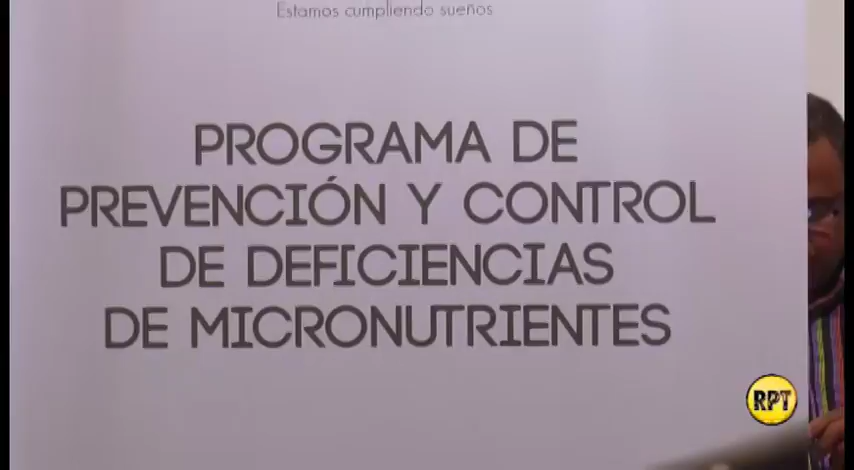 Estamos cumpliendo sueños
PROGRAMA DE
PREVENCIÓN Y CONTROL
DE DEFICIENCIAS
DE MICRONUTRIENTES
RPT